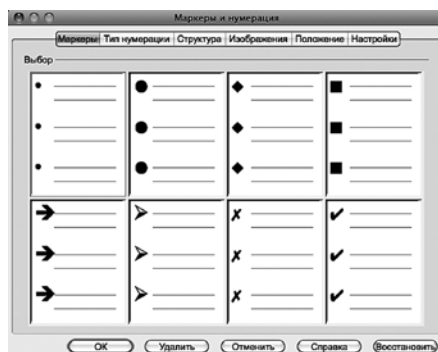 Маркеры и нумерация
Маркеры Тип нумерации Структура Изображения Положение Настройки
Выбор
OK Удалить Отменить Справка Восстановить